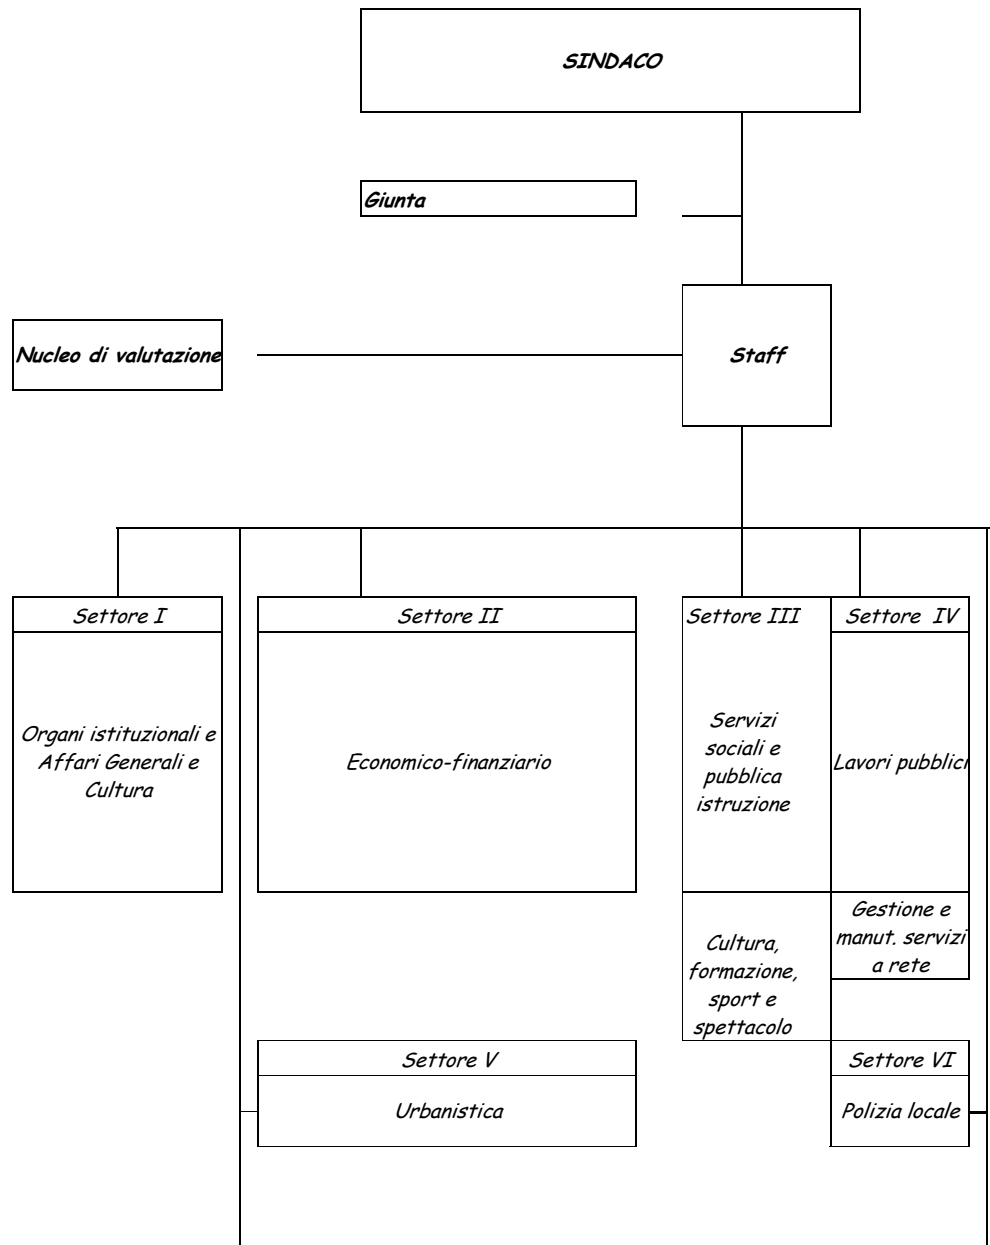 SINDACO
Giunta
Nucleo di valutazione
Staff
Settore I
Organi istituzionali e
Affari Generali e
Cultura
Settore II
Economico-finanziario
Settore III
Servizi
sociali e
pubblica
istruzione
Cultura,
formazione,
sport e
spettacolo
Settore IV
Lavori pubblici
Gestione e
manut. servizi
a rete
Settore V
Urbanistica
Settore VI
Polizia locale